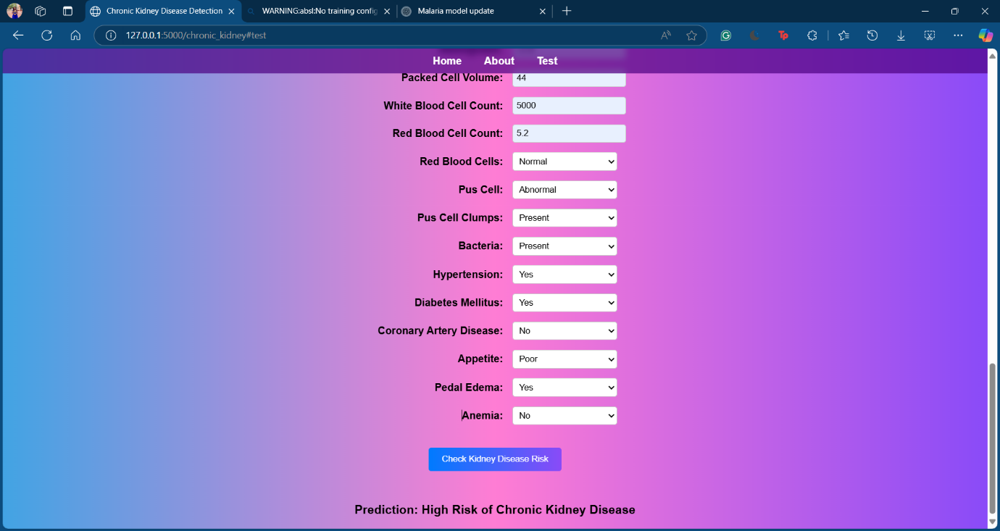 Chronic Kidney Disease Detection
WARNING:absl:No training config
Malaria model update
127.0.0.1:5000/chronic_kidney#test
Home About Test
Packed Cell Volume: 44
White Blood Cell Count: 5000
Red Blood Cell Count: 5.2
Red Blood Cells: Normal
Pus Cell: Abnormal
Pus Cell Clumps: Present
Bacteria: Present
Hypertension: Yes
Diabetes Mellitus: Yes
Coronary Artery Disease: No
Appetite: Poor
Pedal Edema: Yes
Anemia: No
Check Kidney Disease Risk
Prediction: High Risk of Chronic Kidney Disease